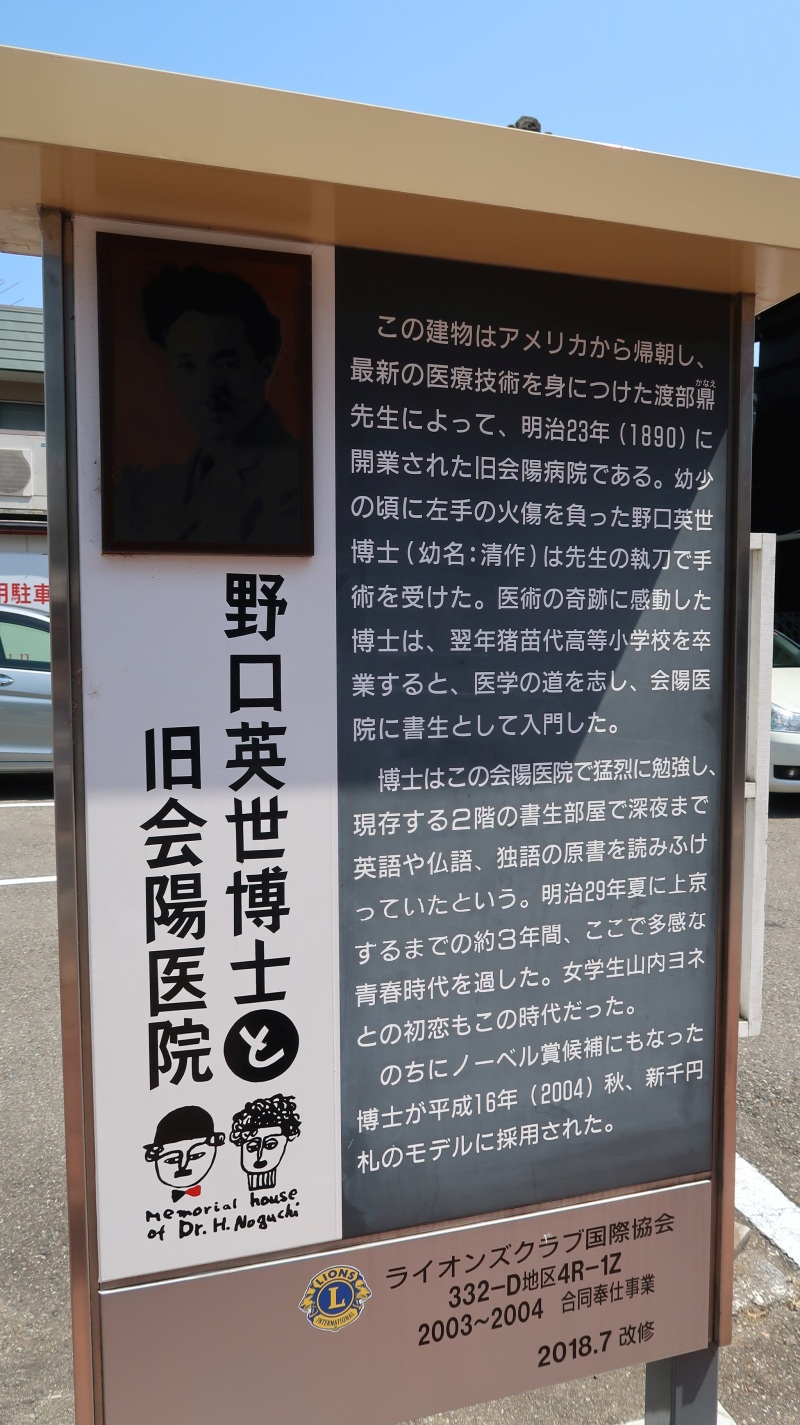 この建物はアメリカから帰朝し、
最新の医療技術を身につけた渡部鼎
かなえ
先生によって、明治23年（1890）に
開業された旧会陽病院である。幼少
の頃に左手の火傷を負った野口英世
博士（幼名：清作）は先生の執刀で手
術を受けた。医術の奇跡に感動した
博士は、翌年猪苗代高等小学校を卒
業すると、医学の道を志し、会陽医
院に書生として入門した。
博士はこの会陽医院で猛烈に勉強し、
現存する2階の書生部屋で深夜まで
英語や仏語、独語の原書を読みふけ
っていたという。明治29年夏に上京
するまでの約3年間、ここで多感な
青春時代を過した。女学生山内ヨネ
との初恋もこの時代だった。
のちにノーベル賞候補にもなった
博士が平成16年（2004）秋、新千円
札のモデルに採用された。
野口英世博士と
旧会陽医院
Memorial house
of Dr. H. Noguchi
LIONS
L
INTERNATIONAL
ライオンズクラブ国際協会
332-D地区4R-1Z
2003~2004 合同奉仕事業
2018.7 改修
用駐車